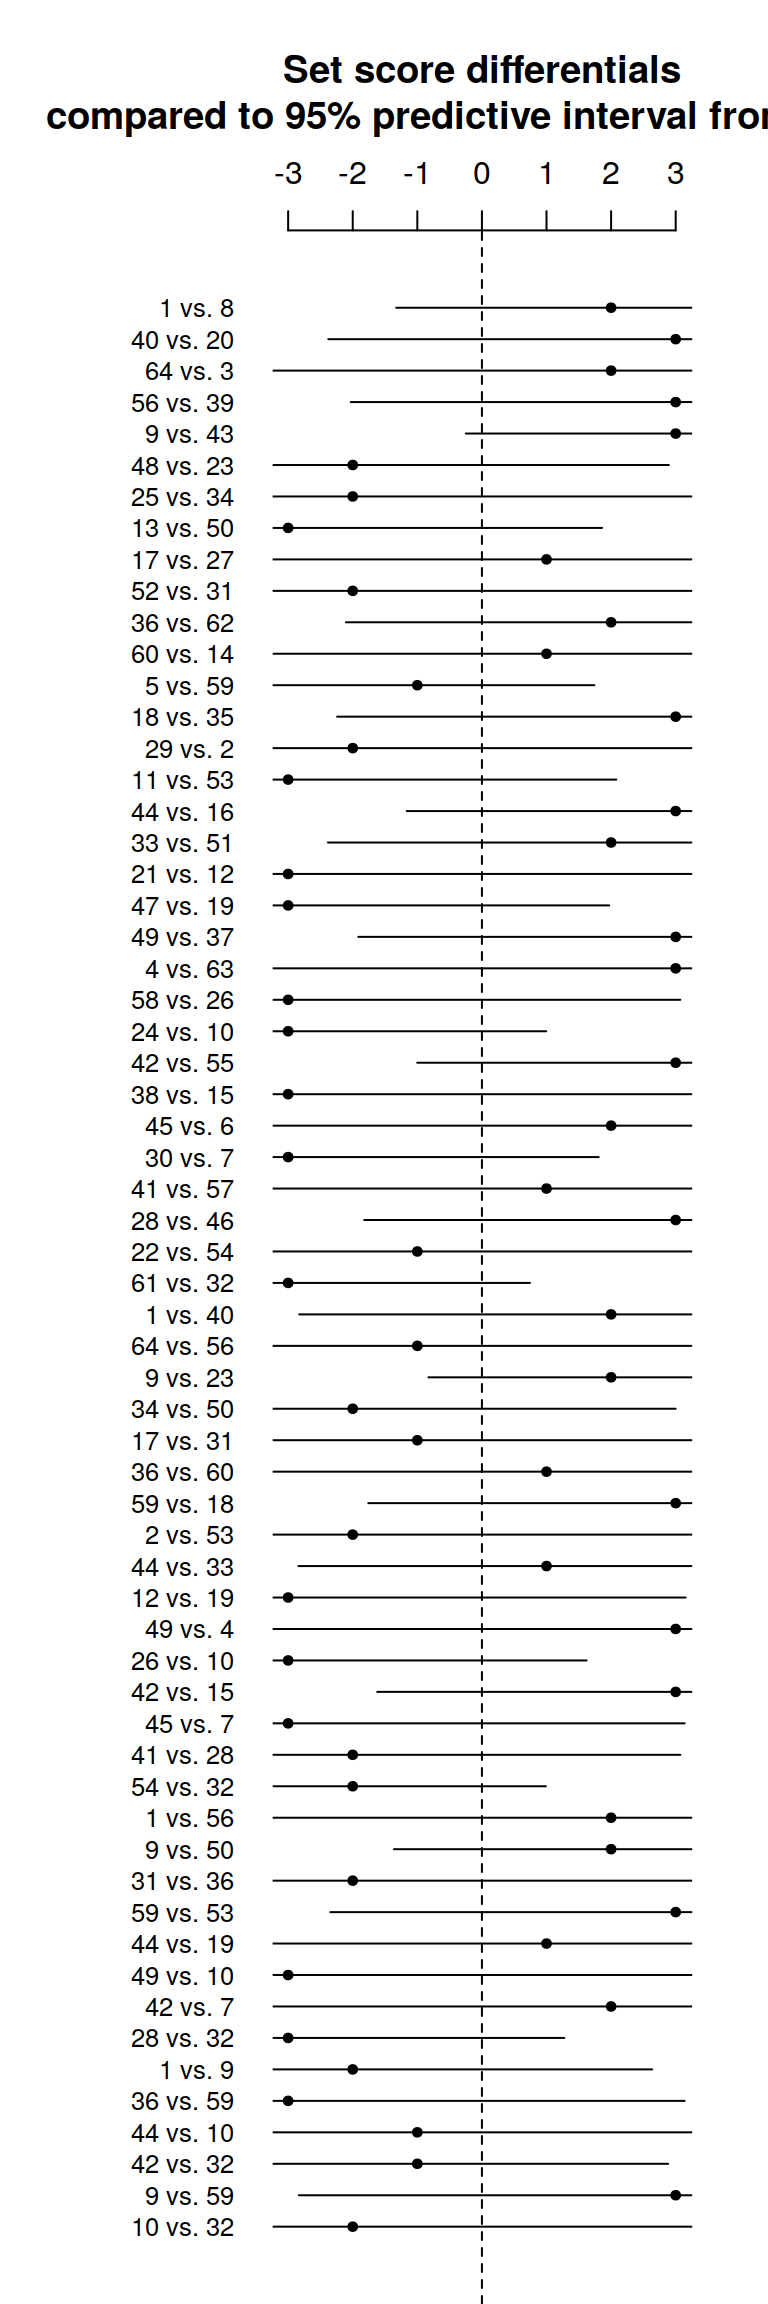 Set score differentials
compared to 95% predictive interval from
-3 -2 -1 0 1 2 3
1 vs. 8
40 vs. 20
64 vs. 3
56 vs. 39
9 vs. 43
48 vs. 23
25 vs. 34
13 vs. 50
17 vs. 27
52 vs. 31
36 vs. 62
60 vs. 14
5 vs. 59
18 vs. 35
29 vs. 2
11 vs. 53
44 vs. 16
33 vs. 51
21 vs. 12
47 vs. 19
49 vs. 37
4 vs. 63
58 vs. 26
24 vs. 10
42 vs. 55
38 vs. 15
45 vs. 6
30 vs. 7
41 vs. 57
28 vs. 46
22 vs. 54
61 vs. 32
1 vs. 40
64 vs. 56
9 vs. 23
34 vs. 50
17 vs. 31
36 vs. 60
59 vs. 18
2 vs. 53
44 vs. 33
12 vs. 19
49 vs. 4
26 vs. 10
42 vs. 15
45 vs. 7
41 vs. 28
54 vs. 32
1 vs. 56
9 vs. 50
31 vs. 36
59 vs. 53
44 vs. 19
49 vs. 10
42 vs. 7
28 vs. 32
1 vs. 9
36 vs. 59
44 vs. 10
42 vs. 32
9 vs. 59
10 vs. 32